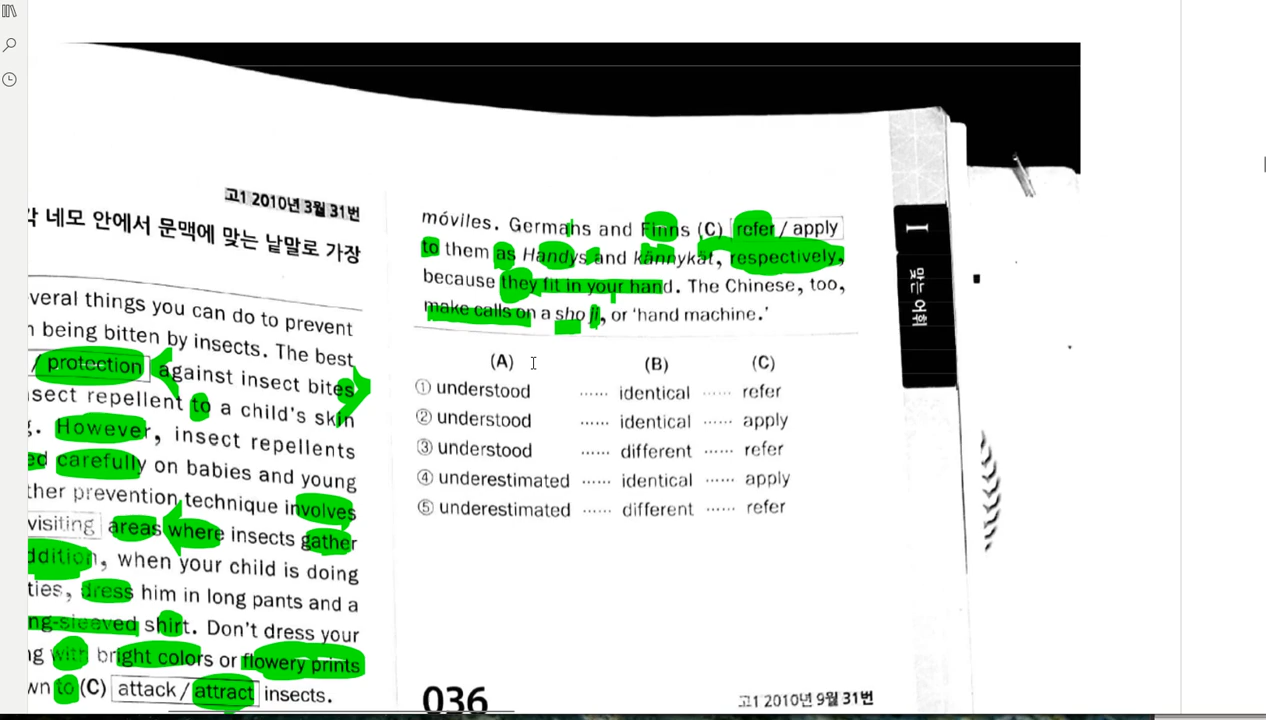 고1 2010년 3월 31번
각 네모 안에서 문맥에 맞는 낱말로 가장
several things you can do to prevent
being bitten by insects. The best
/ protection against insect bites
insect repellent to a child's skin
. However, insect repellents
carefully on babies and young
other prevention technique involves
visiting areas where insects gather
addition, when your child is doing
ties, dress him in long pants and a
ng-sleeved shirt. Don't dress your
ng with bright colors or flowery prints
wn to (C) attack / attract insects.
móviles. Germans and Finns (C) refer / apply
to them as Handys and kännykät, respectively,
because they fit in your hand. The Chinese, too,
make calls on a sho ji, or 'hand machine.'
(A) (B) (C)
① understood ...... identical ...... refer
② understood ...... identical ...... apply
③ understood ...... different ...... refer
④ underestimated ...... identical ...... apply
⑤ underestimated ...... different ...... refer
036
고1 2010년 9월 31번
I
맞는 어휘